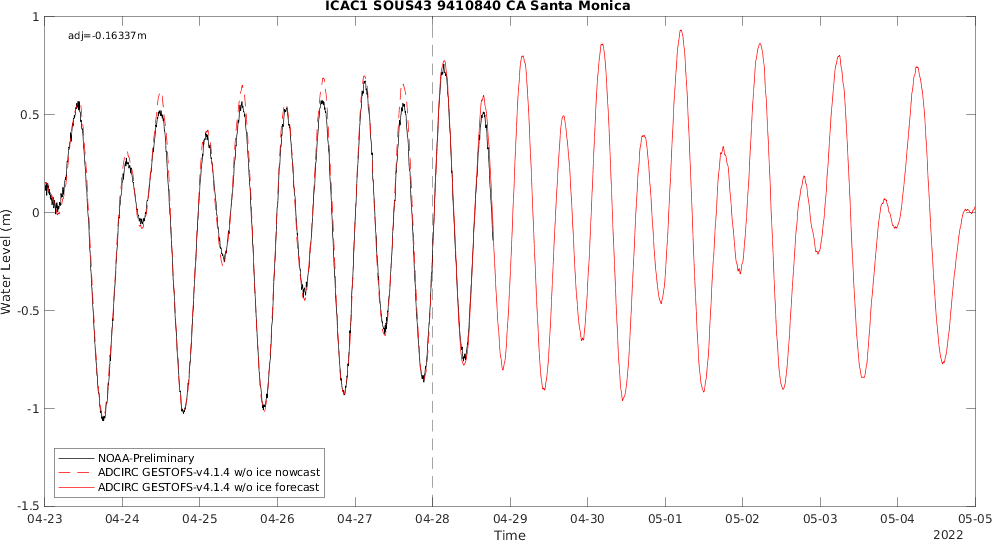 ICAC1 SOUS43 9410840 CA Santa Monica
adj=-0.16337m
1
0.5
0
-0.5
-1
-1.5
Water Level (m)
NOAA-Preliminary
ADCIRC GESTOFS-v4.1.4 w/o ice nowcast
ADCIRC GESTOFS-v4.1.4 w/o ice forecast
04-23 04-24 04-25 04-26 04-27 04-28 04-29 04-30 05-01 05-02 05-03 05-04 05-05
Time
2022